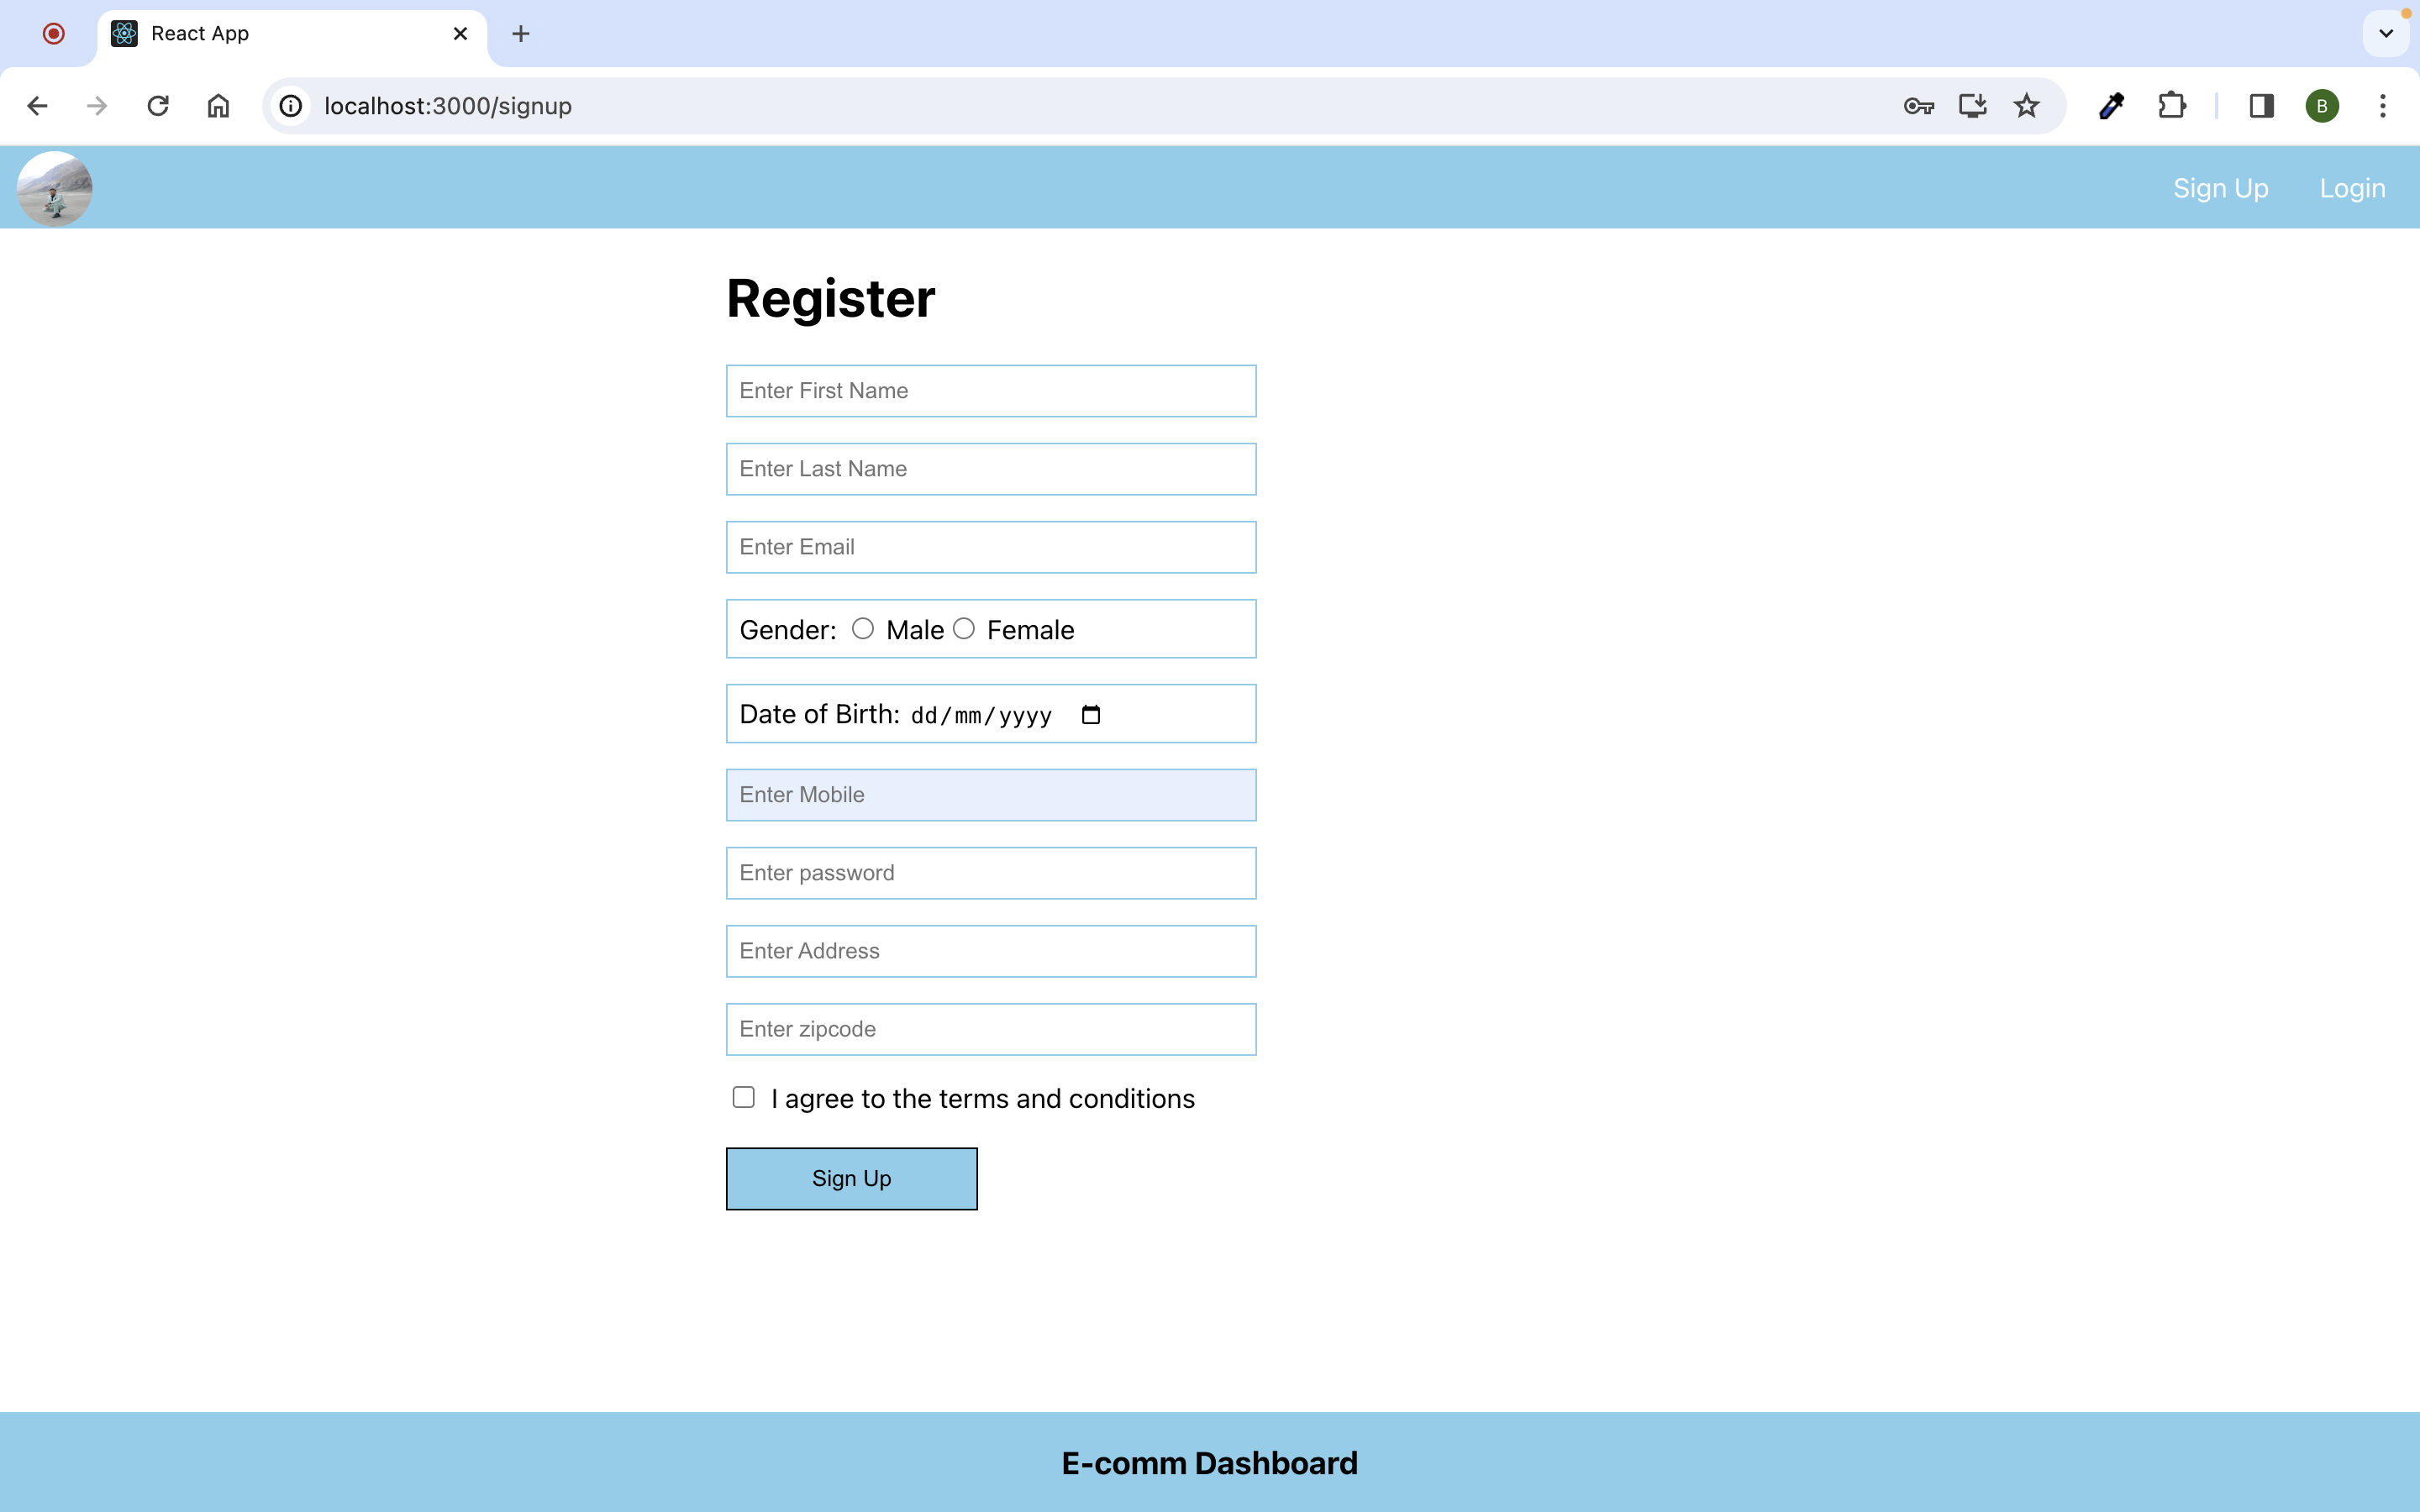 React App
localhost:3000/signup
B
Sign Up Login
Register
Enter First Name
Enter Last Name
Enter Email
Gender: Male Female
Date of Birth: dd/mm/yyyy
Enter Mobile
Enter password
Enter Address
Enter zipcode
I agree to the terms and conditions
Sign Up
E-comm Dashboard